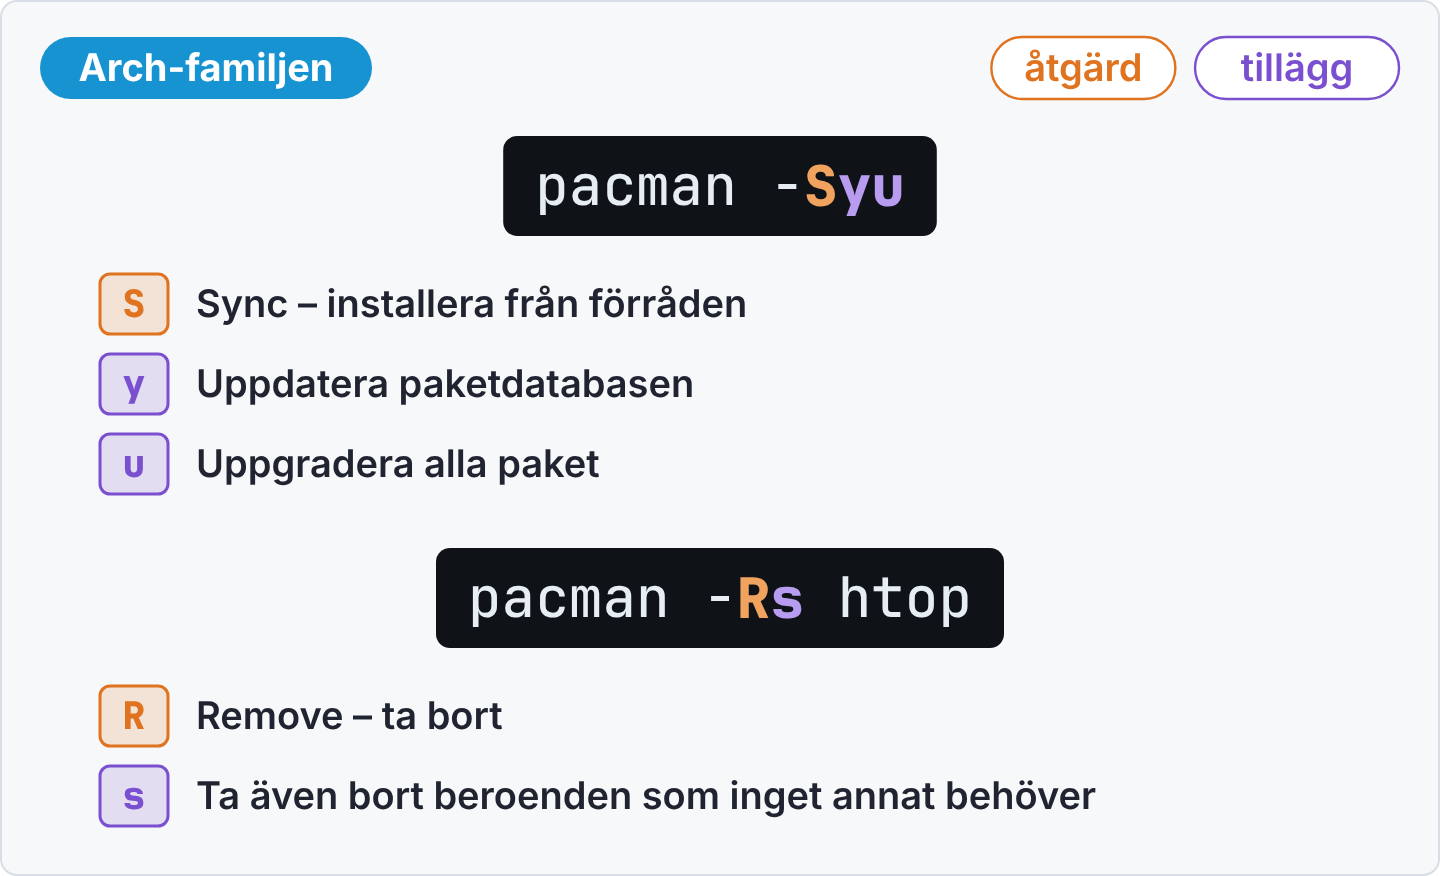 Arch-familjen
åtgärd tillägg
pacman -Syu
S Sync – installera från förråden
y Uppdatera paketdatabasen
u Uppgradera alla paket
pacman -Rs htop
R Remove – ta bort
s Ta även bort beroenden som inget annat behöver